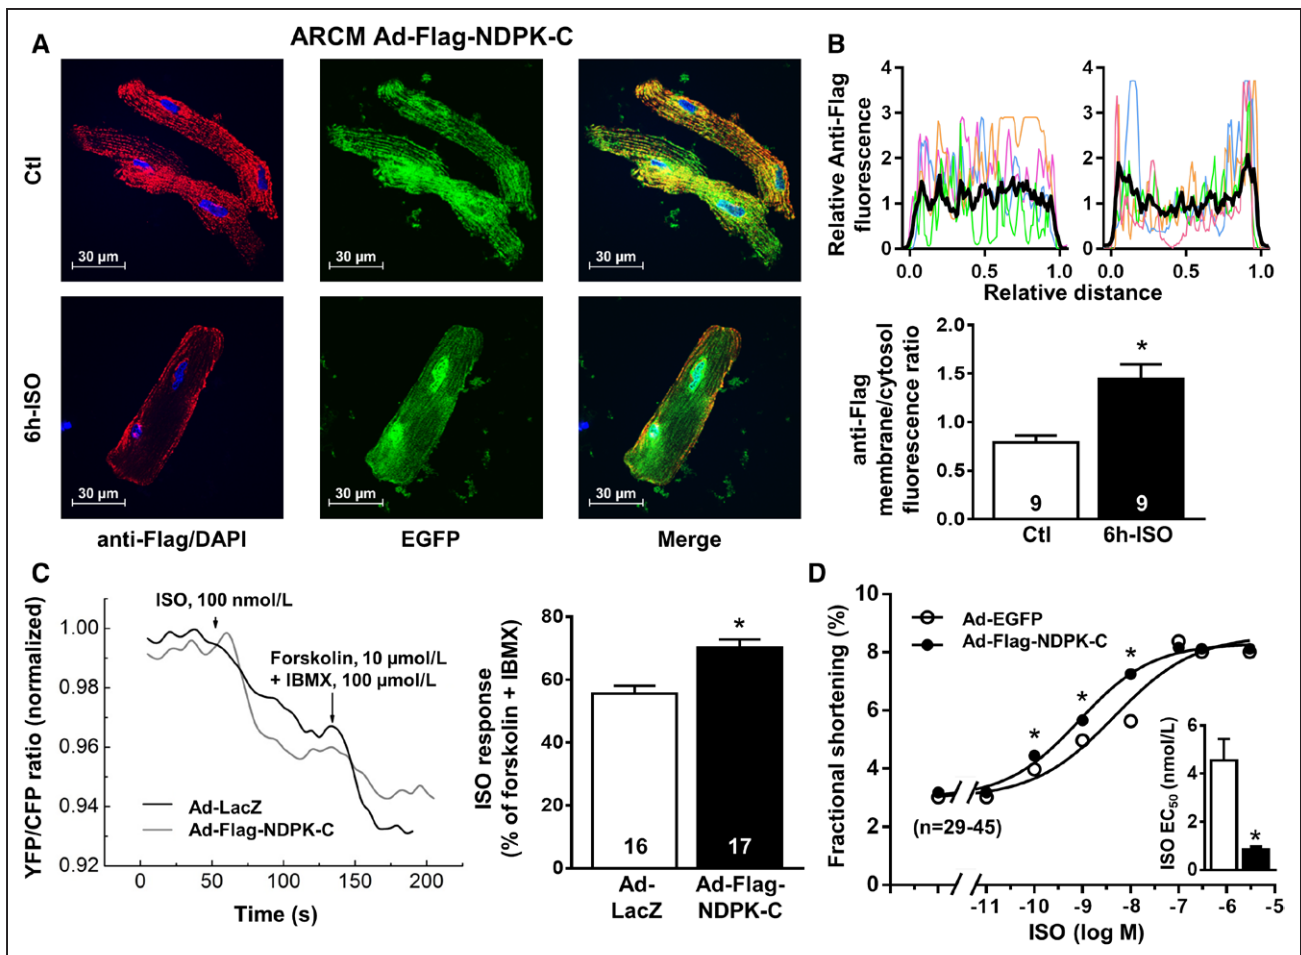 A
ARCM Ad-Flag-NDPK-C
Ctl
30 µm
30 µm
30 µm
6h-ISO
30 µm
30 µm
30 µm
anti-Flag/DAPI
EGFP
Merge
B
Relative Anti-Flag
fluorescence
4
3
2
1
0
0.0
0.5
1.0
4
3
2
1
0
0.0
0.5
1.0
Relative distance
anti-Flag
membrane/cytosol
fluorescence ratio
2.0
1.5
1.0
0.5
0.0
*
9
9
Ctl
6h-ISO
C
YFP/CFP ratio (normalized)
1.00
0.98
0.96
0.94
0.92
ISO, 100 nmol/L
Forskolin, 10 µmol/L
+ IBMX, 100 µmol/L
Ad-LacZ
Ad-Flag-NDPK-C
0
50
100
150
200
Time (s)
ISO response
(% of forskolin + IBMX)
80
60
40
20
0
*
16
17
Ad-
LacZ
Ad-Flag-
NDPK-C
D
Fractional shortening (%)
10
8
6
4
2
0
Ad-EGFP
Ad-Flag-NDPK-C
*
*
*
(n=29-45)
ISO EC50 (nmol/L)
6
4
2
0
*
-11
-10
-9
-8
-7
-6
-5
ISO (log M)